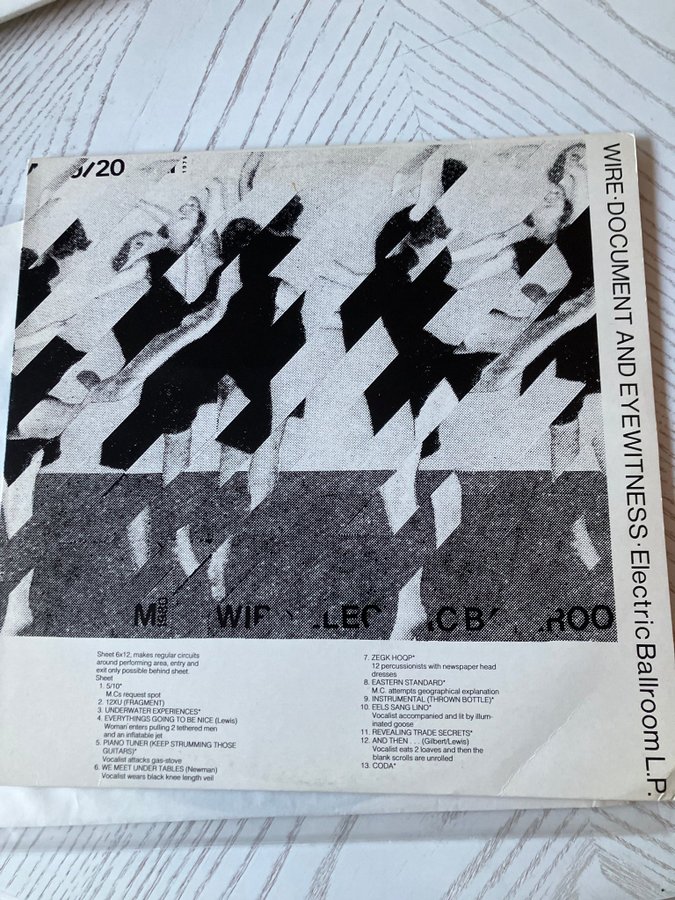 5/20
1979
WIRE·DOCUMENT AND EYEWITNESS·Electric Ballroom L.P.
1980
Sheet 6x12, makes regular circuits
around performing area, entry and
exit only possible behind sheet.
Sheet
1. 5/10*
M.Cs request spot
2. 12XU (FRAGMENT)
3. UNDERWATER EXPERIENCES*
4. EVERYTHINGS GOING TO BE NICE (Lewis)
Woman enters pulling 2 tethered men
and an inflatable jet
5. PIANO TUNER (KEEP STRUMMING THOSE
GUITARS)*
Vocalist attacks gas-stove
6. WE MEET UNDER TABLES (Newman)
Vocalist wears black knee length veil
7. ZEGK HOQP*
12 percussionists with newspaper head
dresses
8. EASTERN STANDARD*
M.C. attempts geographical explanation
9. INSTRUMENTAL (THROWN BOTTLE)*
10. EELS SANG LINO*
Vocalist accompanied and lit by illum-
inated goose
11. REVEALING TRADE SECRETS*
12. AND THEN . . . (Gilbert/Lewis)
Vocalist eats 2 loaves and then the
blank scrolls are unrolled
13. CODA*